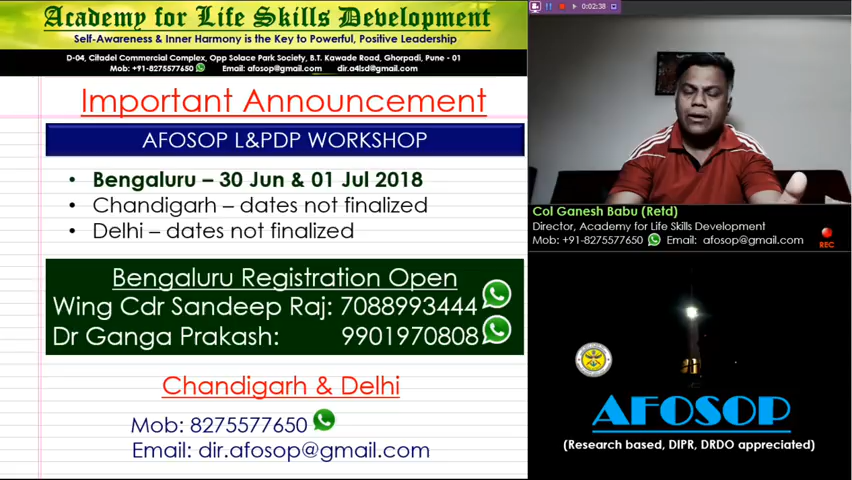 Academy for Life Skills Development
Self-Awareness & Inner Harmony is the Key to Powerful, Positive Leadership
D-04, Citadel Commercial Complex, Opp Solace Park Society, B.T. Kawade Road, Ghorpadi, Pune - 01
Mob: +91-8275577650 Email: afosop@gmail.com dir.a4lsd@gmail.com
Important Announcement
AFOSOP L&PDP WORKSHOP
• Bengaluru – 30 Jun & 01 Jul 2018
• Chandigarh – dates not finalized
• Delhi – dates not finalized
Bengaluru Registration Open
Wing Cdr Sandeep Raj: 7088993444
Dr Ganga Prakash: 9901970808
Chandigarh & Delhi
Mob: 8275577650
Email: dir.afosop@gmail.com
0:02:38
Col Ganesh Babu (Retd)
Director, Academy for Life Skills Development
Mob: +91-8275577650 Email: afosop@gmail.com
REC
AFOSOP
(Research based, DIPR, DRDO appreciated)